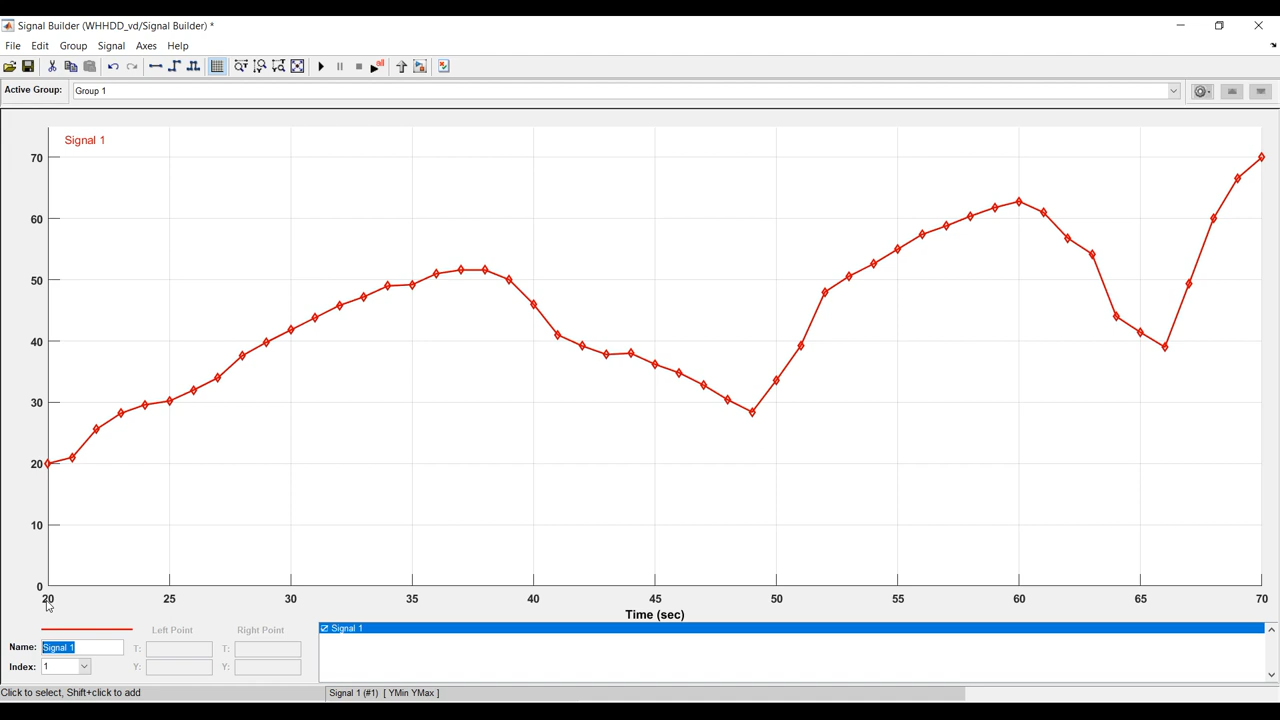 Signal Builder (WHHDD_vd/Signal Builder) *
File Edit Group Signal Axes Help
all
Active Group: Group 1
Signal 1
70
60
50
40
30
20
10
0
20 25 30 35 40 45 50 55 60 65 70
Time (sec)
Left Point Right Point
Signal 1
Name: Signal 1 T: T:
Index: 1 Y: Y:
Click to select, Shift+click to add
Signal 1 (#1) [ YMin YMax ]